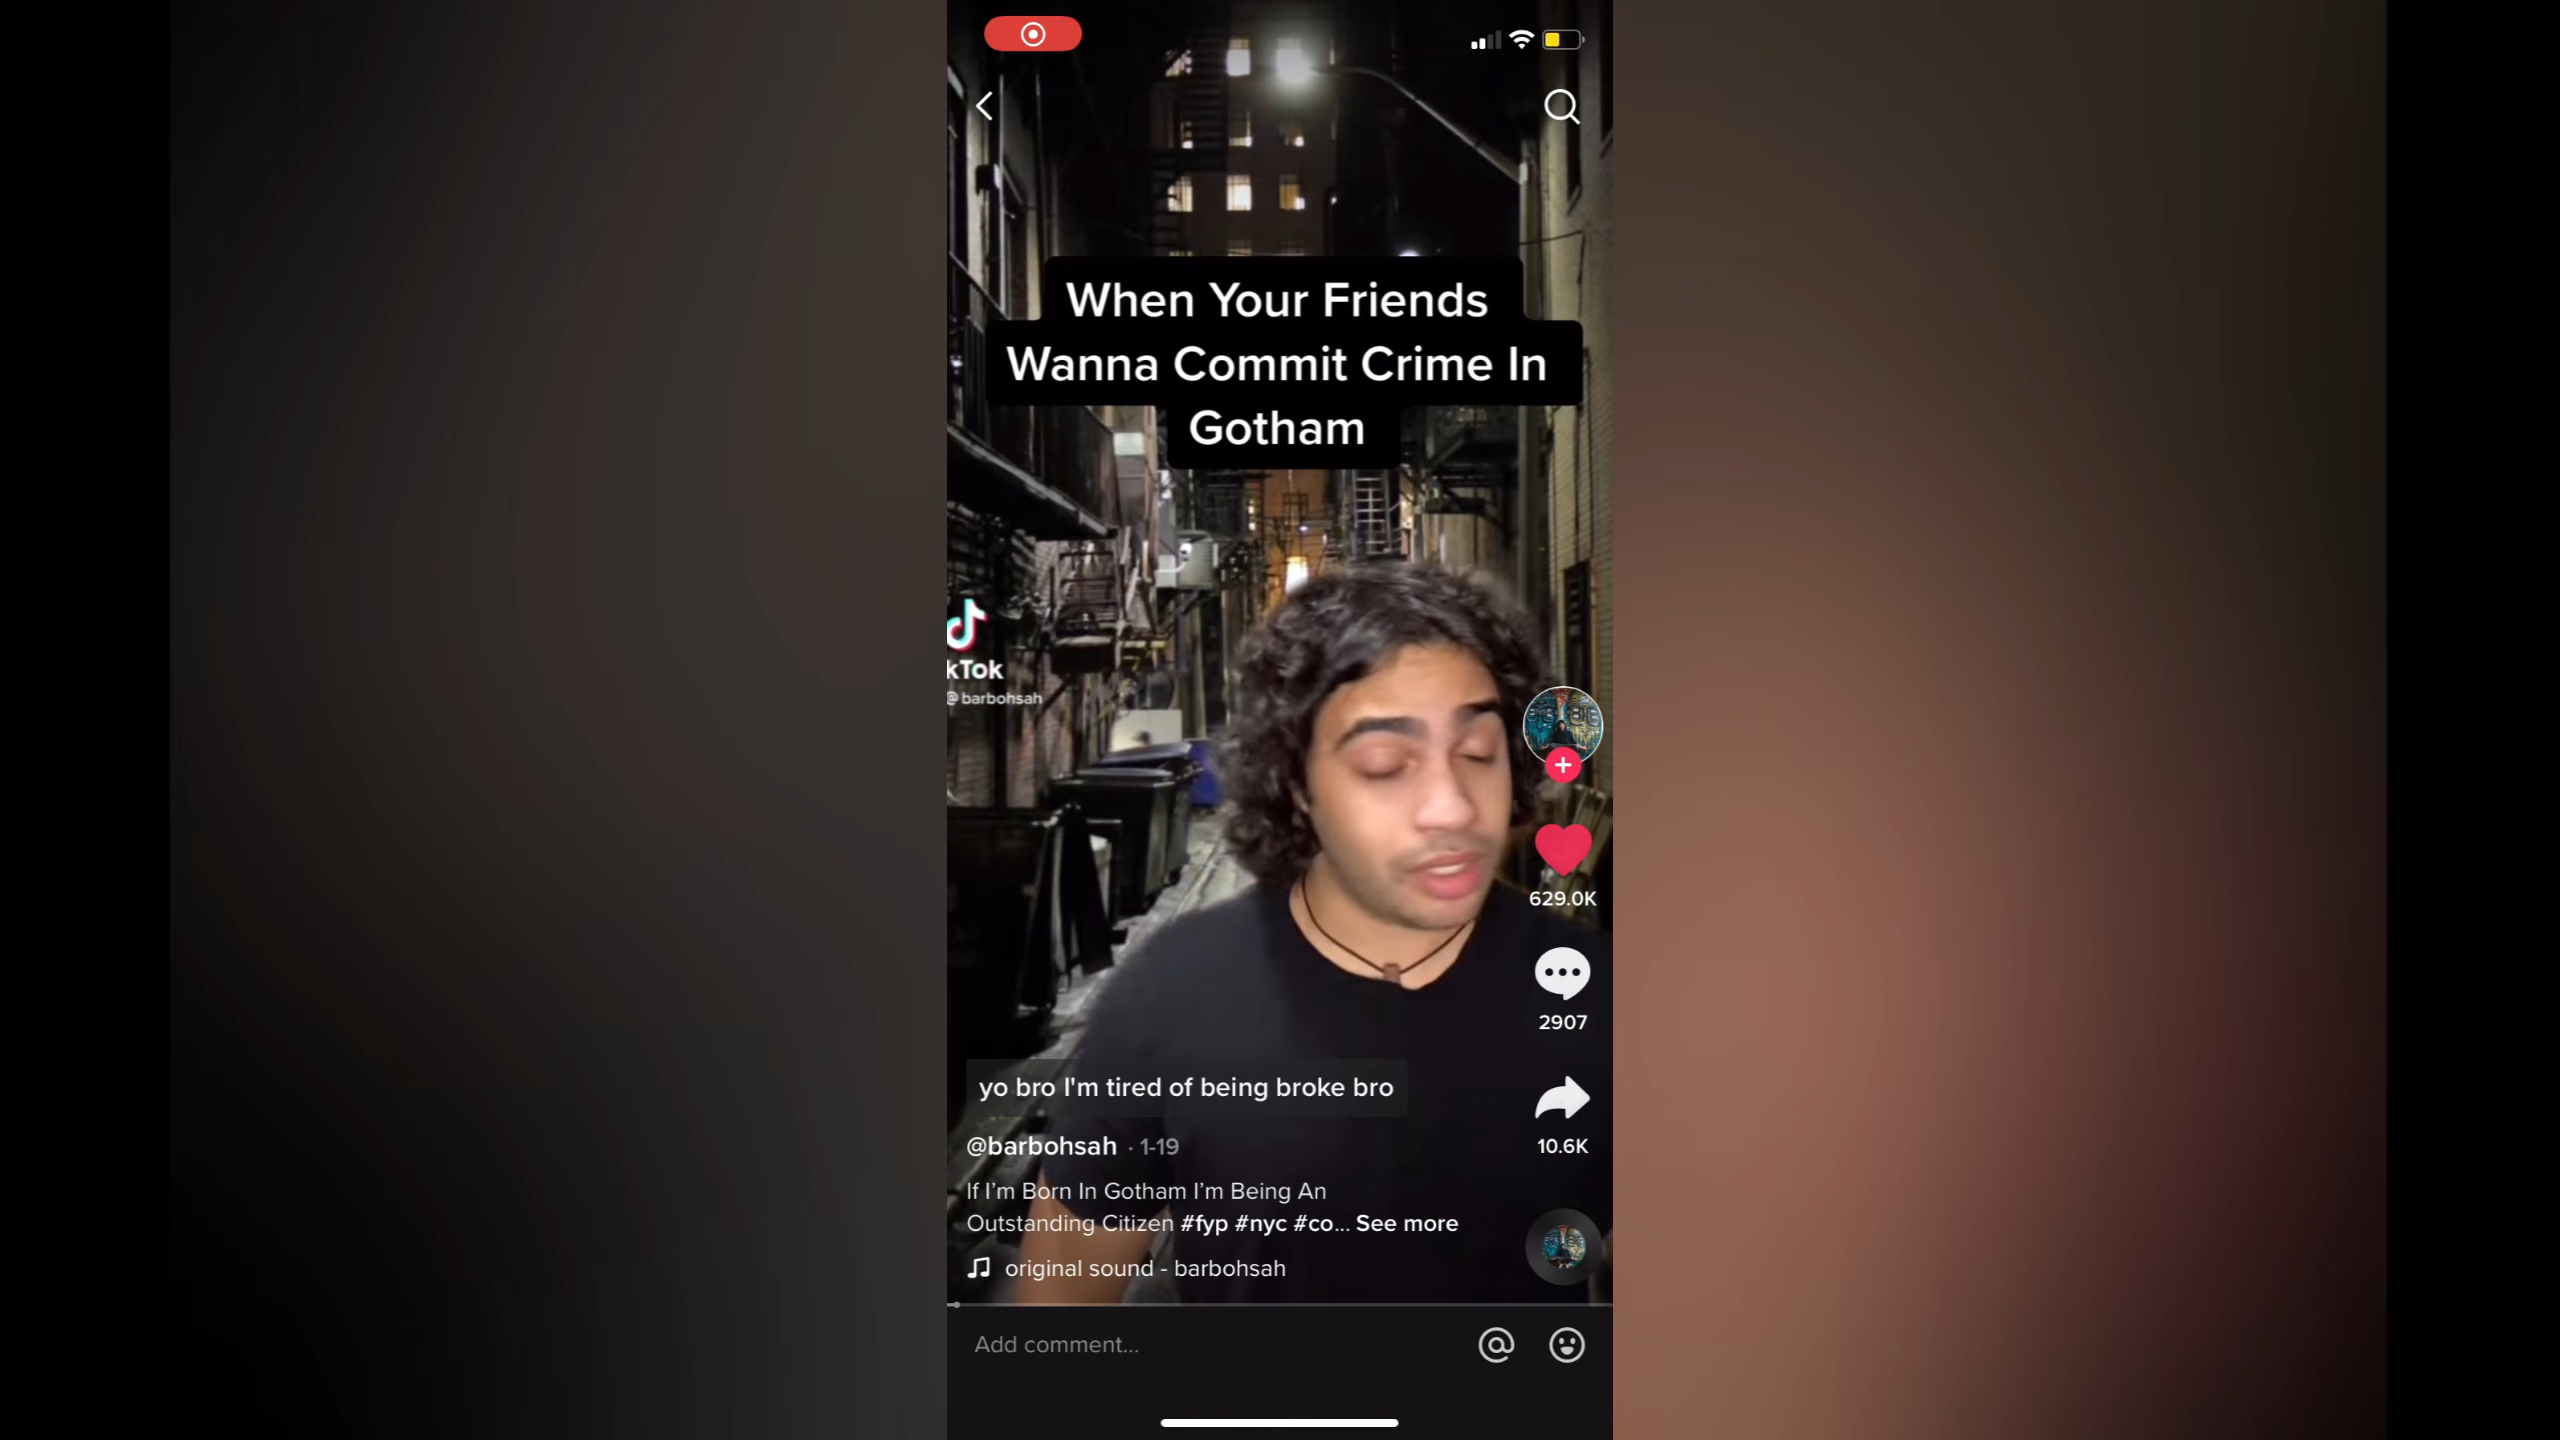 When Your Friends
Wanna Commit Crime In
Gotham
kTok
@barbohsah
629.0K
2907
yo bro I'm tired of being broke bro
@barbohsah · 1-19
10.6K
If I'm Born In Gotham I'm Being An
Outstanding Citizen #fyp #nyc #co... See more
original sound - barbohsah
Add comment...